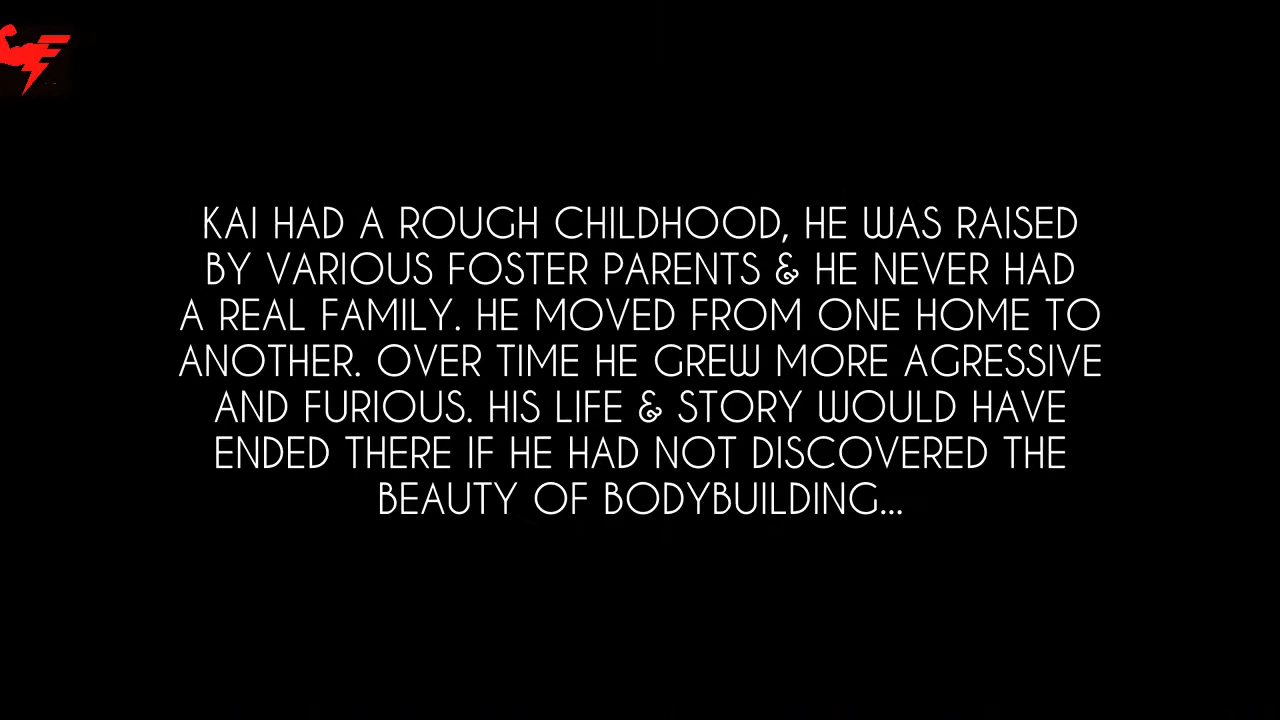 KAI HAD A ROUGH CHILDHOOD, HE WAS RAISED
BY VARIOUS FOSTER PARENTS & HE NEVER HAD
A REAL FAMILY. HE MOVED FROM ONE HOME TO
ANOTHER. OVER TIME HE GREW MORE AGRESSIVE
AND FURIOUS. HIS LIFE & STORY WOULD HAVE
ENDED THERE IF HE HAD NOT DISCOVERED THE
BEAUTY OF BODYBUILDING...